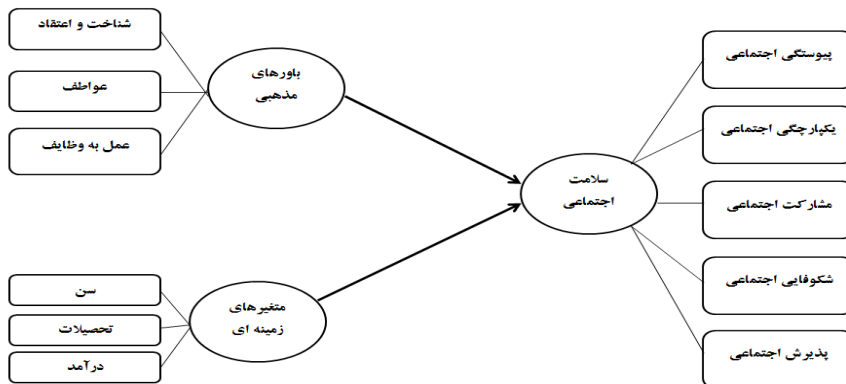 شناخت و اعتقاد
عواطف
عمل به وظایف
باورهای
مذهبی
سن
تحصیلات
درآمد
متغیرهای
زمینه ای
سلامت
اجتماعی
پیوستگی اجتماعی
یکپارچگی اجتماعی
مشارکت اجتماعی
شکوفایی اجتماعی
پذیرش اجتماعی